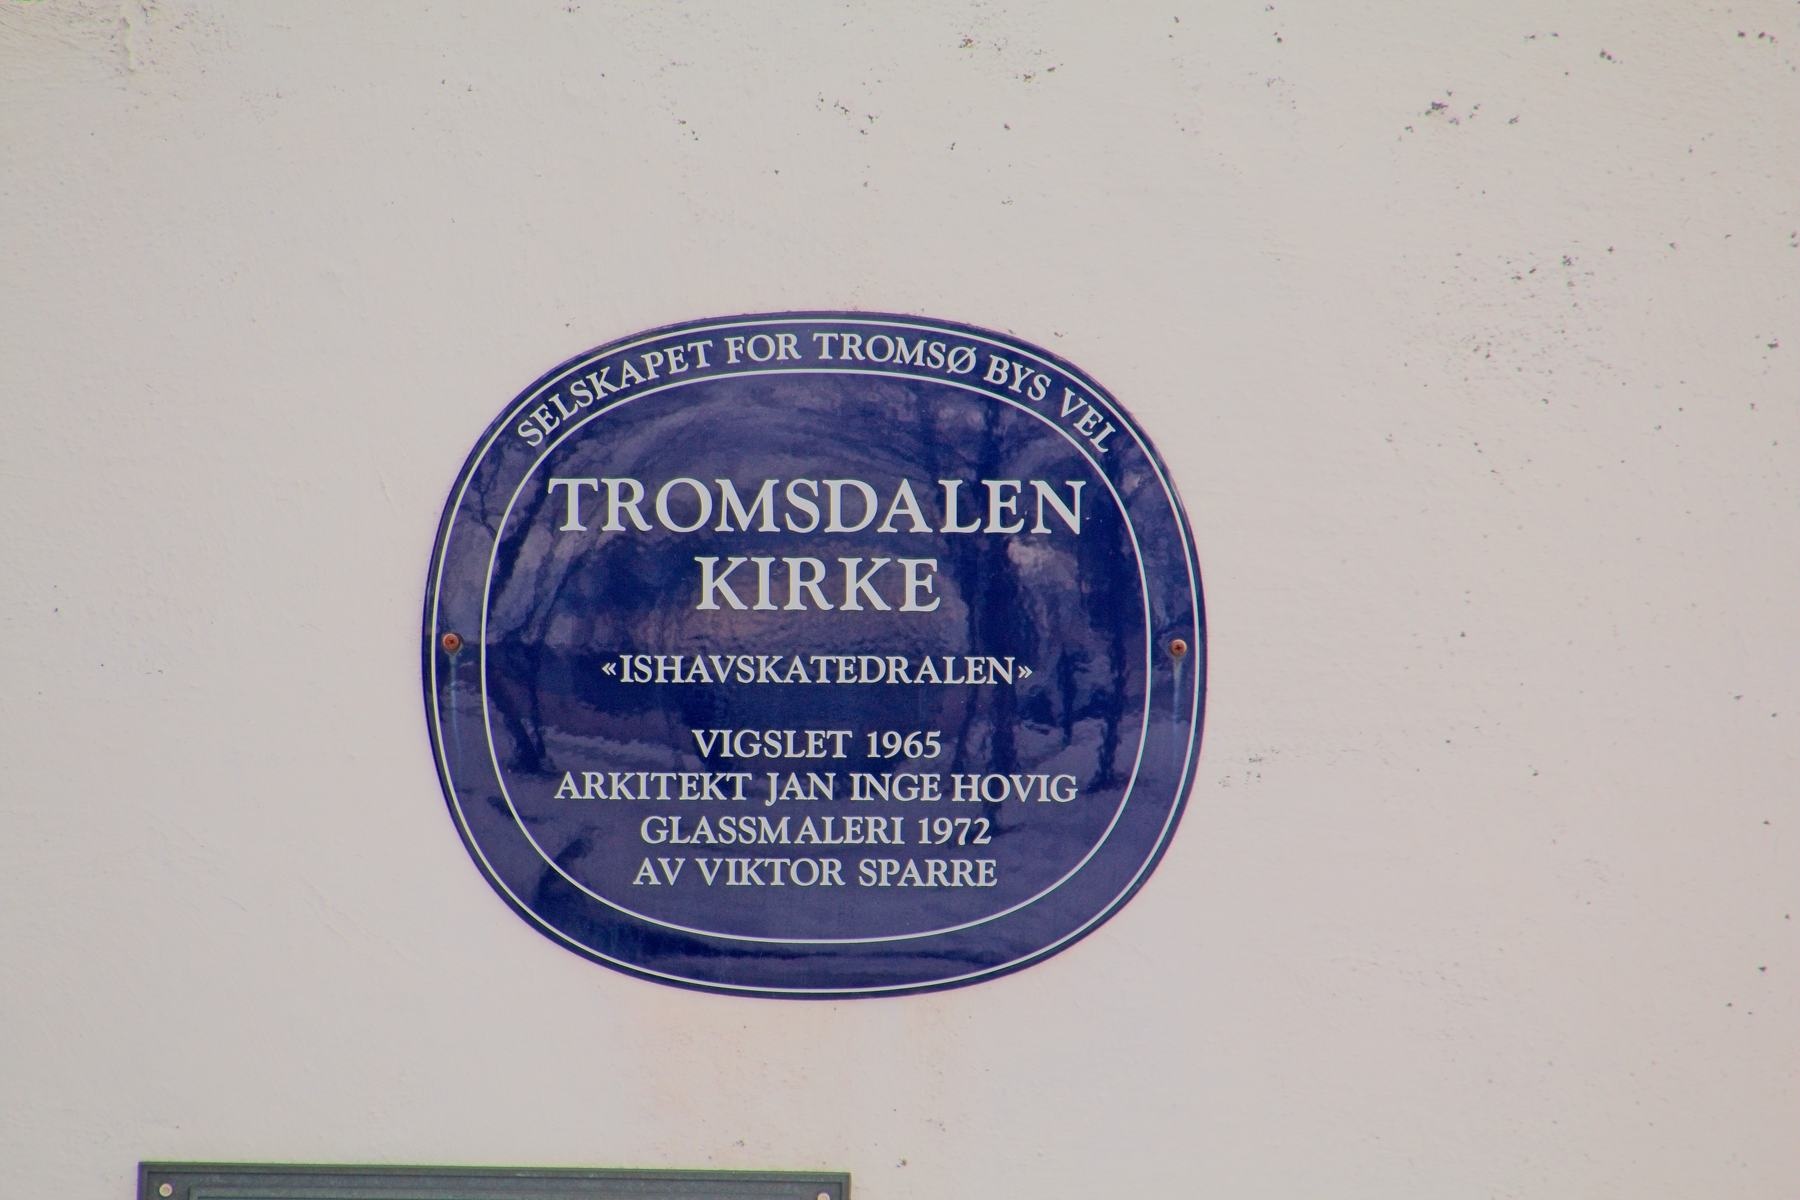 SELSKAPET FOR TROMSØ BYS VEL
TROMSDALEN
KIRKE
«ISHAVSKATEDRALEN»
VIGSLET 1965
ARKITEKT JAN INGE HOVIG
GLASSMALERI 1972
AV VIKTOR SPARRE